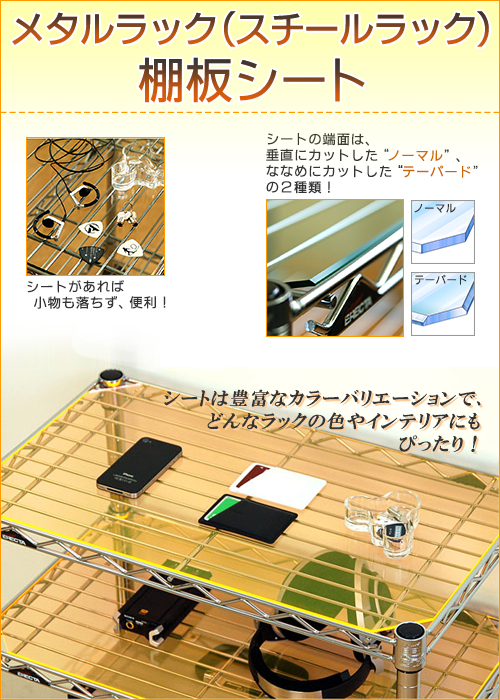 メタルラック(スチールラック)
棚板シート
シートの端面は、
垂直にカットした “ノーマル” 、
ななめにカットした “テーパード”
の2種類！
ノーマル
テーパード
ERECTA
シートがあれば
小物も落ちず、便利！
シートは豊富なカラーバリエーションで、
どんなラックの色やインテリアにも
ぴったり！
ERECTA
ERECTA